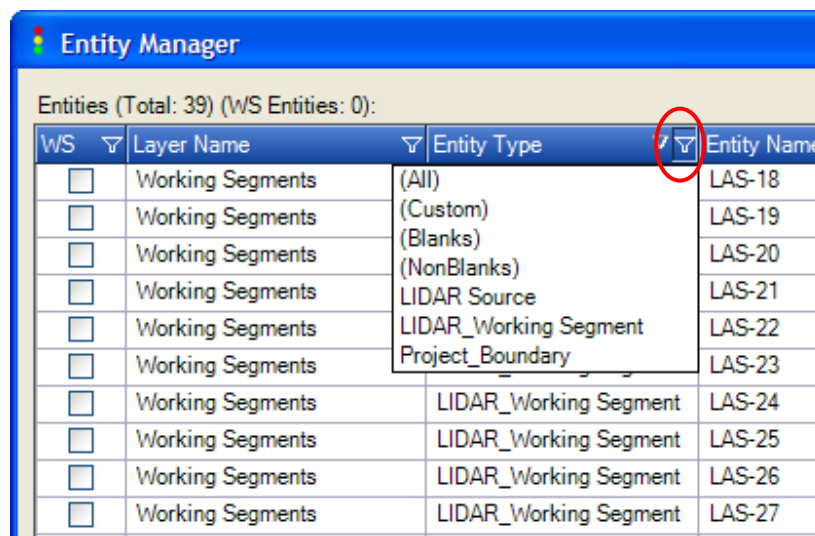 Entity Manager
Entities (Total: 39) (WS Entities: 0):
WS Layer Name Entity Type Entity Name
Working Segments (All) LAS-18
Working Segments (Custom) LAS-19
Working Segments (Blanks) LAS-20
(NonBlanks)
Working Segments LIDAR Source LAS-21
Working Segments LIDAR_Working Segment LAS-22
Working Segments Project_Boundary LAS-23
Working Segments LIDAR_Working Segment LAS-24
Working Segments LIDAR_Working Segment LAS-25
Working Segments LIDAR_Working Segment LAS-26
Working Segments LIDAR_Working Segment LAS-27